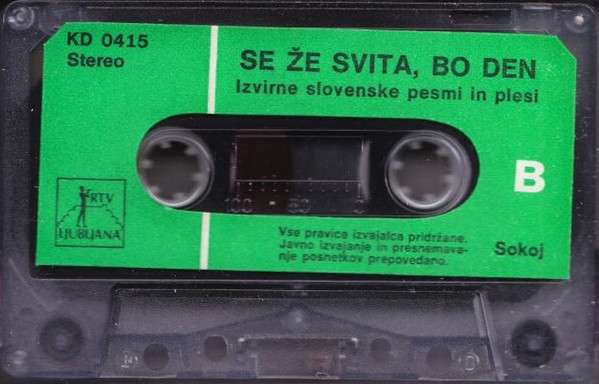 KD 0415
Stereo
SE ŽE SVITA, BO DEN
Izvirne slovenske pesmi in plesi
B
RTV
LJUBLJANA
100 50
Vse pravice izvajalca pridržane.
Javno izvajanje in presnemava-
nje posnetkov prepovedano.
Sokoj